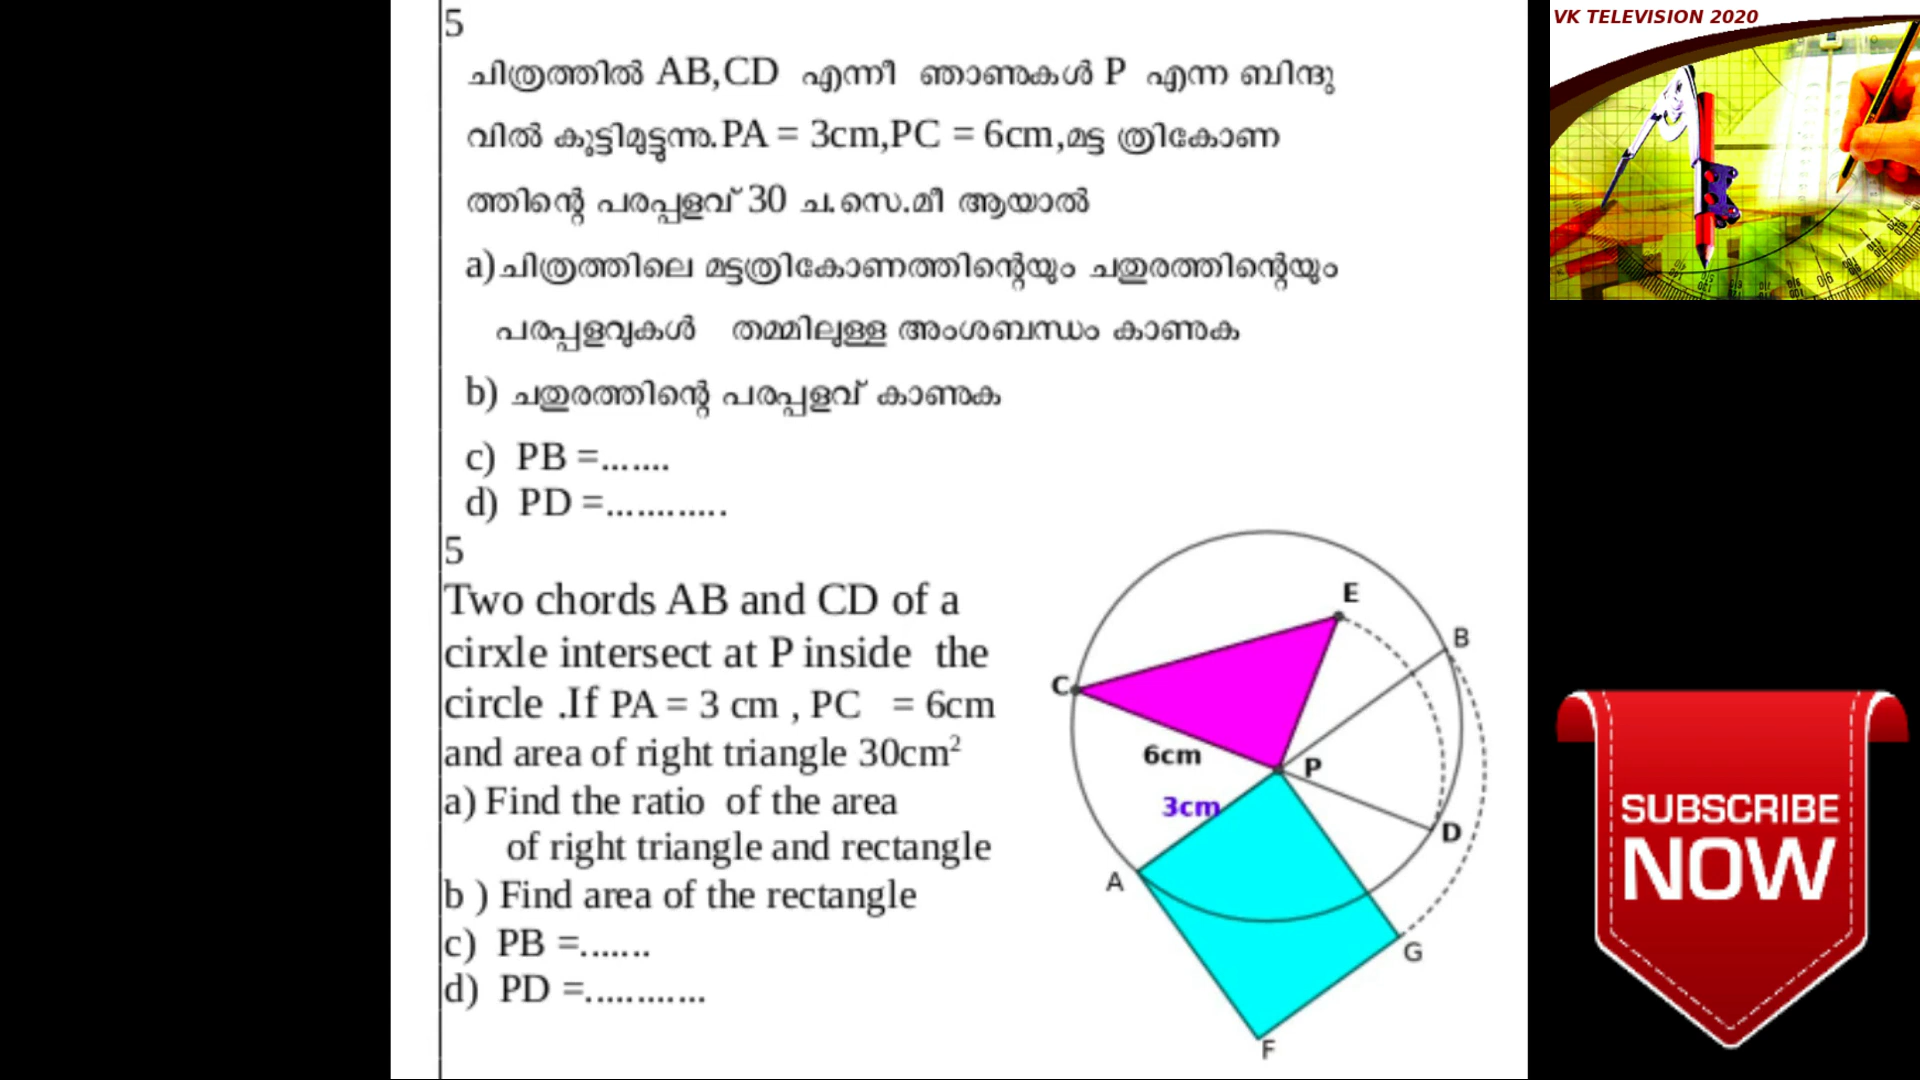 VK TELEVISION 2020
5
ചിത്രത്തിൽ AB,CD എന്നീ ഞാണുകൾ P എന്ന ബിന്ദു
വിൽ കൂട്ടിമുട്ടുന്നു.PA = 3cm,PC = 6cm,മട്ട ത്രികോണ
ത്തിന്റെ പരപ്പളവ് 30 ച.സെ.മീ ആയാൽ
a)ചിത്രത്തിലെ മട്ടത്രികോണത്തിന്റെയും ചതുരത്തിന്റെയും
പരപ്പളവുകൾ തമ്മിലുള്ള അംശബന്ധം കാണുക
b) ചതുരത്തിന്റെ പരപ്പളവ് കാണുക
c) PB =.......
d) PD =............
5
Two chords AB and CD of a
cirxle intersect at P inside the
circle .If PA = 3 cm , PC = 6cm
and area of right triangle 30cm²
a) Find the ratio of the area
of right triangle and rectangle
b ) Find area of the rectangle
c) PB =.......
d) PD =............
E
B
C
6cm
P
3cm
D
A
G
F
SUBSCRIBE
NOW